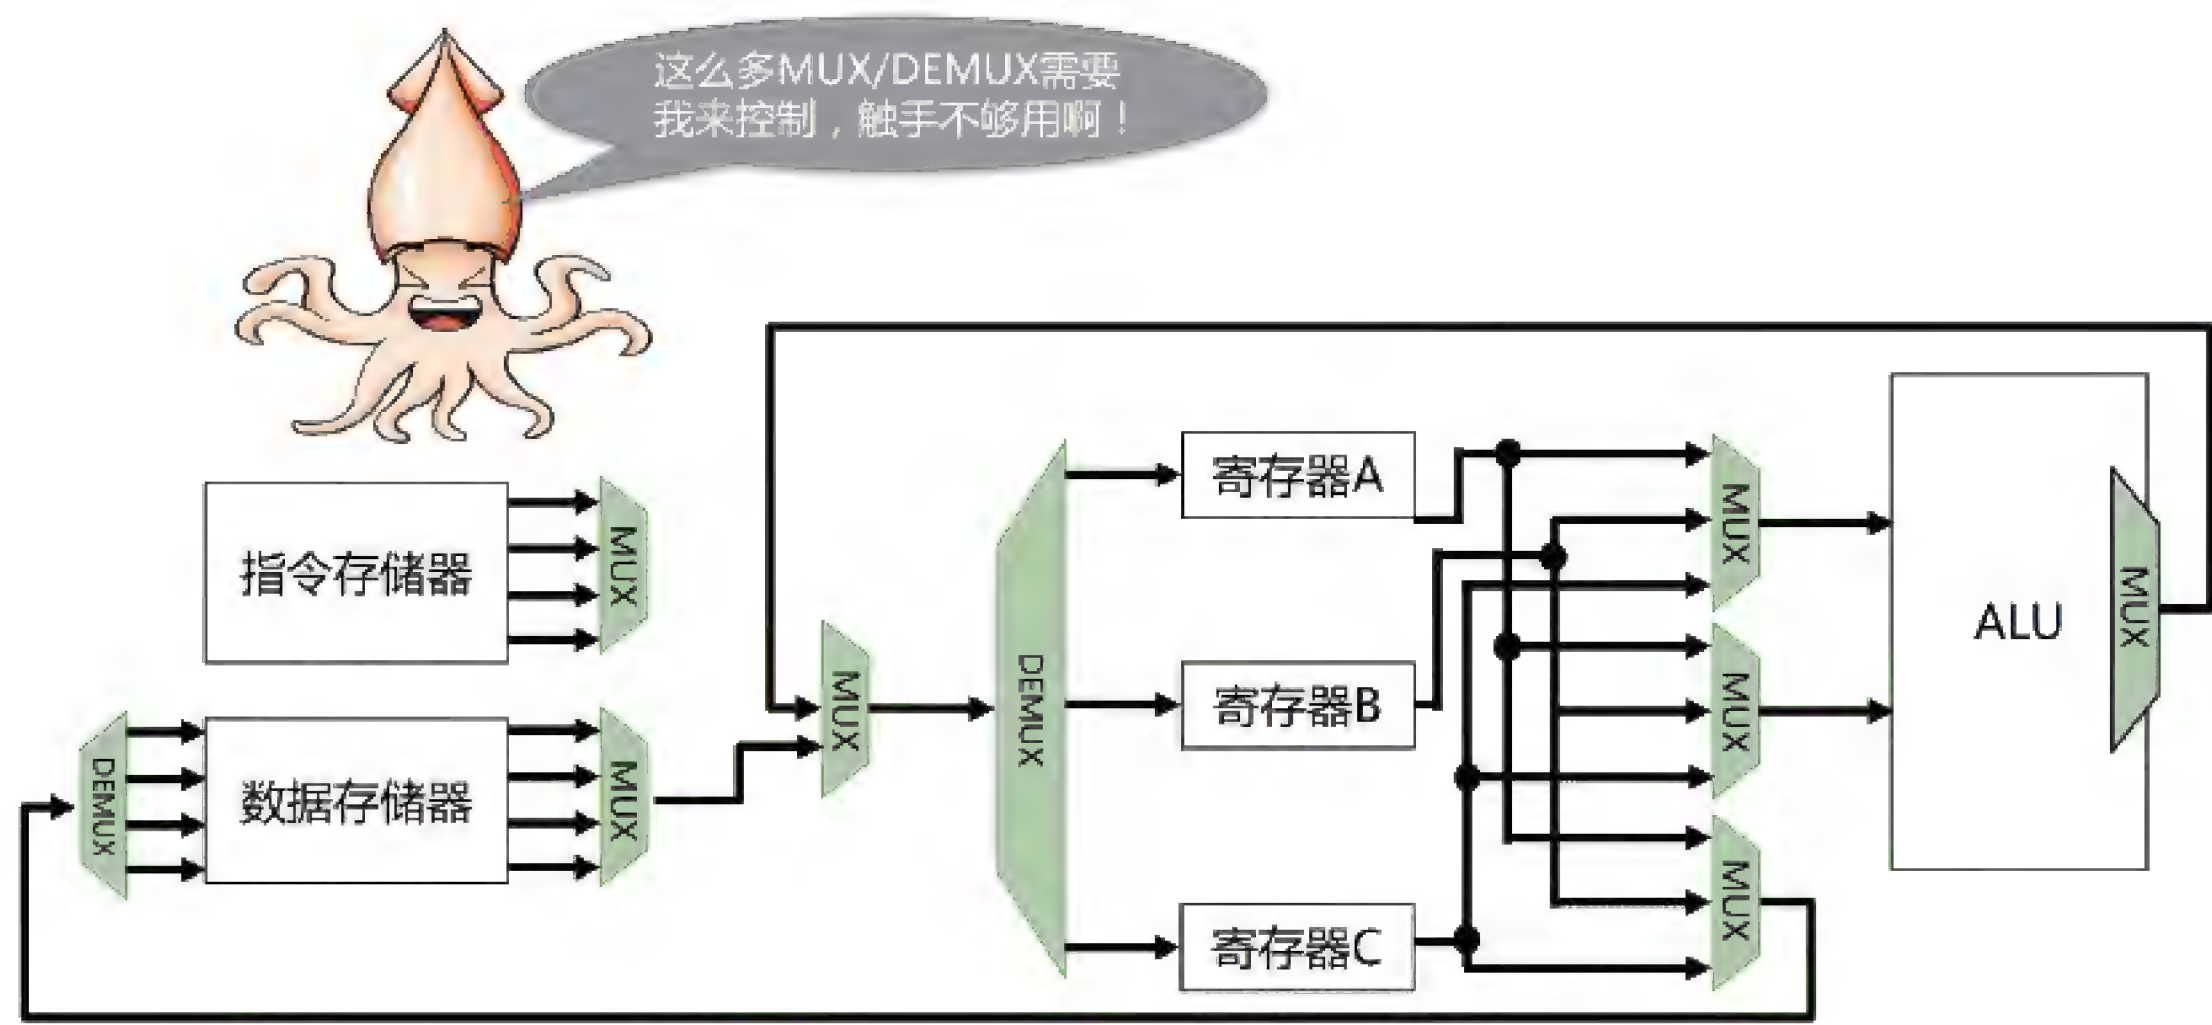 这么多MUX/DEMUX需要
我来控制，触手不够用啊！
指令存储器
MUX
数据存储器
DEMUX
MUX
MUX
DEMUX
寄存器A
寄存器B
寄存器C
MUX
MUX
MUX
ALU
MUX